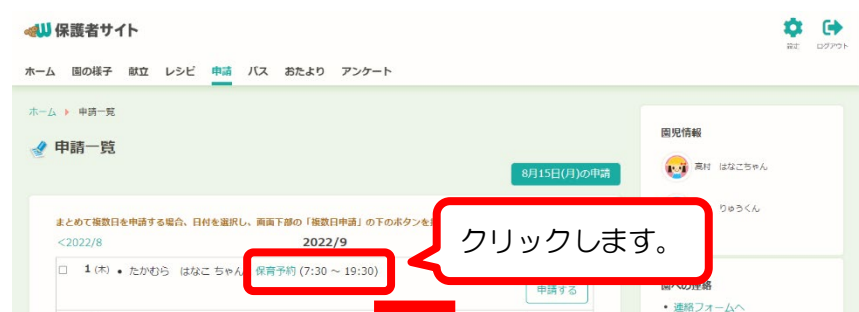 保護者サイト
設定 ログアウト
ホーム 園の様子 献立 レシピ 申請 バス おたより アンケート
ホーム 申請一覧
申請一覧
8月15日(月)の申請
園児情報
高村 はなこちゃん
りゅうくん
まとめて複数日を申請する場合、日付を選択し、画面下部の「複数日申請」の下のボタンを
<2022/8 2022/9
クリックします。
1 (木) • たかむら はなこ ちゃん 保育予約 (7:30 ～ 19:30)
申請する
園への連絡
• 連絡フォームへ